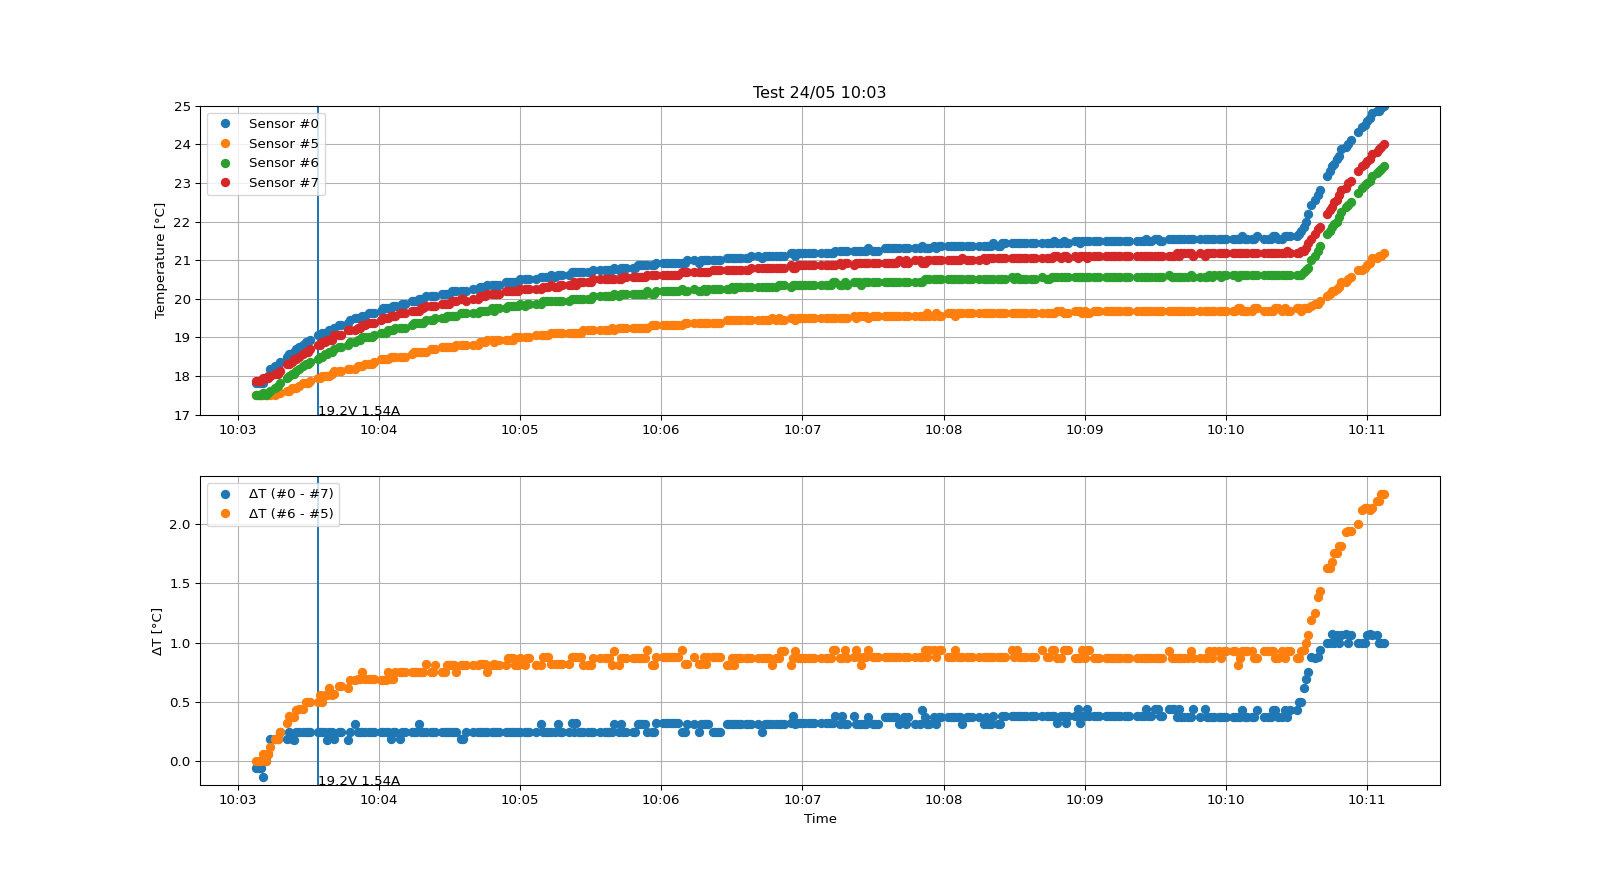 Test 24/05 10:03
Temperature [°C]
25
24
23
22
21
20
19
18
17
Sensor #0
Sensor #5
Sensor #6
Sensor #7
19.2V 1.54A
10:03 10:04 10:05 10:06 10:07 10:08 10:09 10:10 10:11
ΔT [°C]
2.0
1.5
1.0
0.5
0.0
ΔT (#0 - #7)
ΔT (#6 - #5)
19.2V 1.54A
10:03 10:04 10:05 10:06 10:07 10:08 10:09 10:10 10:11
Time